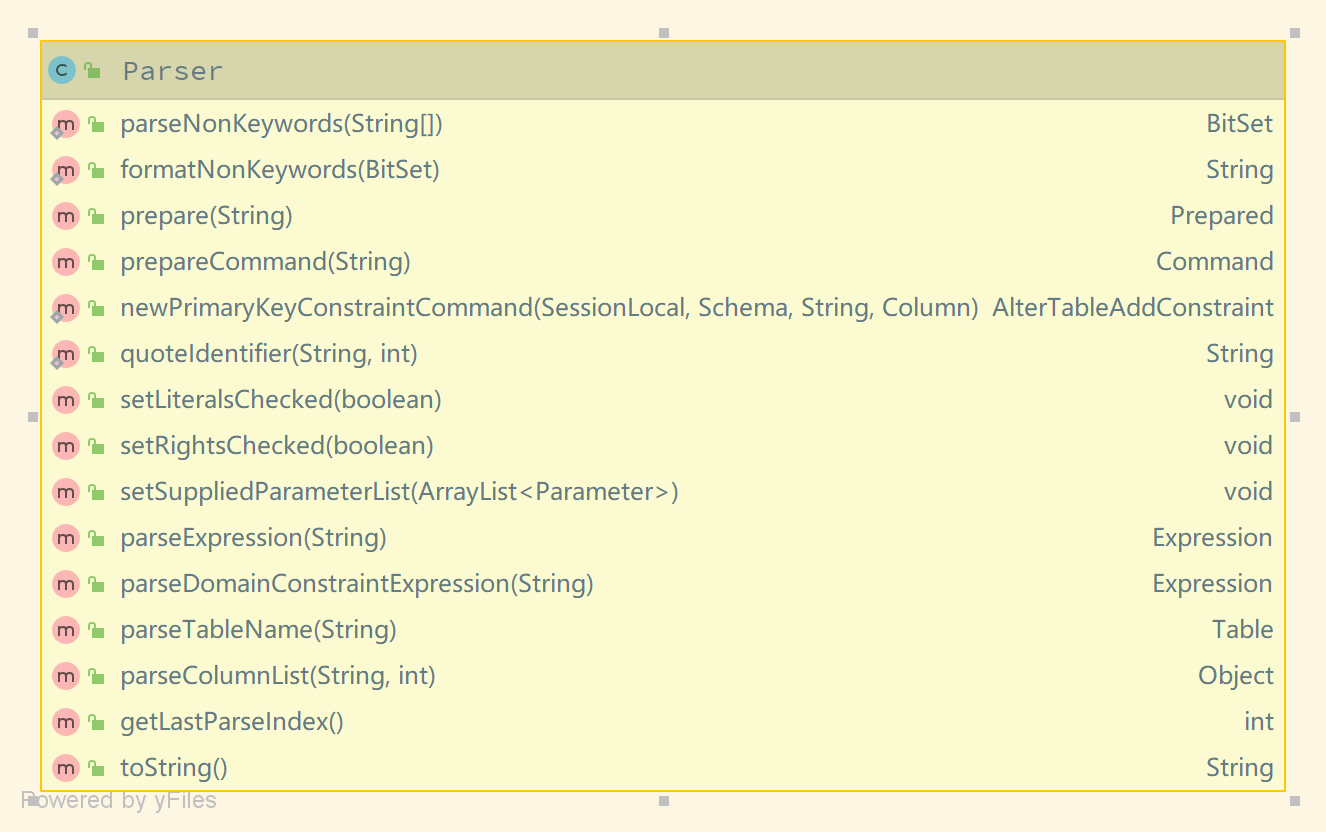 C Parser
m parseNonKeywords(String[]) BitSet
m formatNonKeywords(BitSet) String
m prepare(String) Prepared
m prepareCommand(String) Command
m newPrimaryKeyConstraintCommand(SessionLocal, Schema, String, Column) AlterTableAddConstraint
m quoteIdentifier(String, int) String
m setLiteralsChecked(boolean) void
m setRightsChecked(boolean) void
m setSuppliedParameterList(ArrayList<Parameter>) void
m parseExpression(String) Expression
m parseDomainConstraintExpression(String) Expression
m parseTableName(String) Table
m parseColumnList(String, int) Object
m getLastParseIndex() int
m toString() String
Powered by yFiles